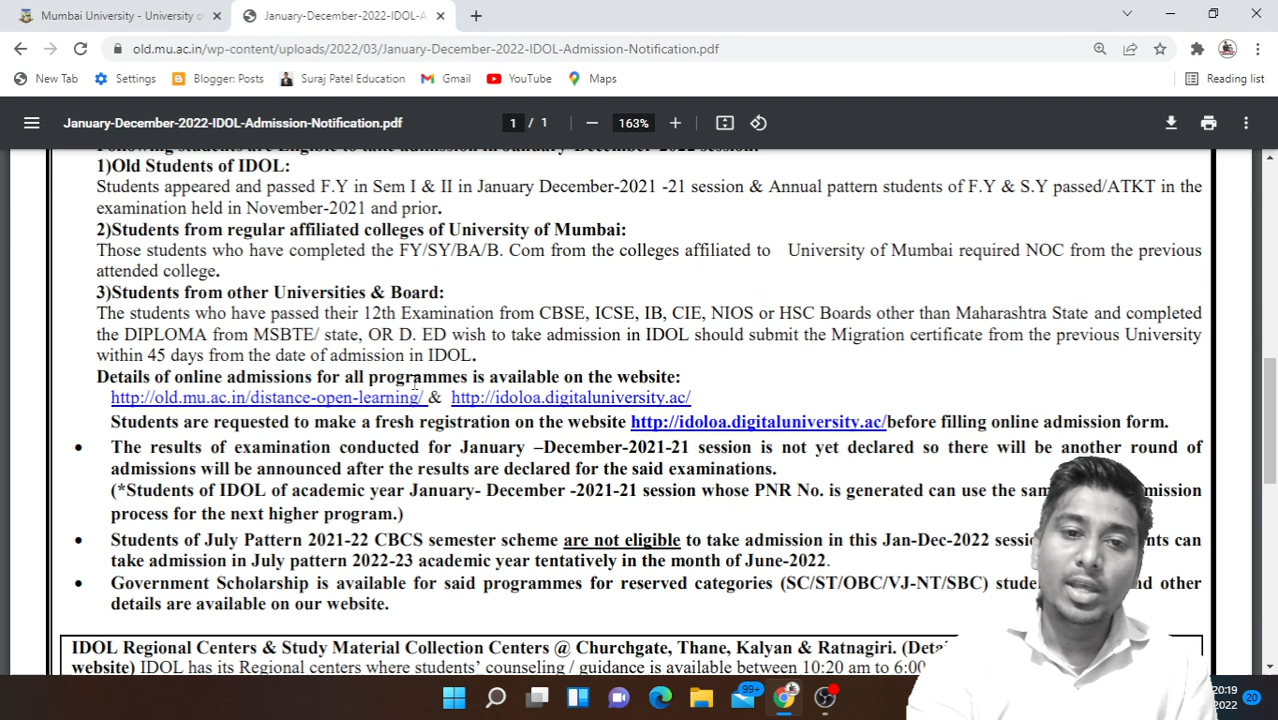 Mumbai University - University of
January-December-2022-IDOL-A
old.mu.ac.in/wp-content/uploads/2022/03/January-December-2022-IDOL-Admission-Notification.pdf
New Tab Settings Blogger: Posts Suraj Patel Education Gmail YouTube Maps Reading list
January-December-2022-IDOL-Admission-Notification.pdf 1 / 1 163%
Following students are Eligible to take admission in January-December-2022 session:
1)Old Students of IDOL:
Students appeared and passed F.Y in Sem I & II in January December-2021 -21 session & Annual pattern students of F.Y & S.Y passed/ATKT in the
examination held in November-2021 and prior.
2)Students from regular affiliated colleges of University of Mumbai:
Those students who have completed the FY/SY/BA/B. Com from the colleges affiliated to University of Mumbai required NOC from the previous
attended college.
3)Students from other Universities & Board:
The students who have passed their 12th Examination from CBSE, ICSE, IB, CIE, NIOS or HSC Boards other than Maharashtra State and completed
the DIPLOMA from MSBTE/ state, OR D. ED wish to take admission in IDOL should submit the Migration certificate from the previous University
within 45 days from the date of admission in IDOL.
Details of online admissions for all programmes is available on the website:
http://old.mu.ac.in/distance-open-learning/ & http://idoloa.digitaluniversity.ac/
Students are requested to make a fresh registration on the website http://idoloa.digitaluniversity.ac/before filling online admission form.
• The results of examination conducted for January –December-2021-21 session is not yet declared so there will be another round of
admissions will be announced after the results are declared for the said examinations.
(*Students of IDOL of academic year January- December -2021-21 session whose PNR No. is generated can use the mission
process for the next higher program.)
• Students of July Pattern 2021-22 CBCS semester scheme are not eligible to take admission in this Jan-Dec-2022 can
take admission in July pattern 2022-23 academic year tentatively in the month of June-2022.
• Government Scholarship is available for said programmes for reserved categories (SC/ST/OBC/VJ-NT/SBC) other
details are available on our website.
IDOL Regional Centers & Study Material Collection Centers @ Churchgate, Thane, Kalyan & Ratnagiri.
website) IDOL has its Regional centers where students' counseling / guidance is available between 10:20 am to 6:00
99+
20:19
2022
20